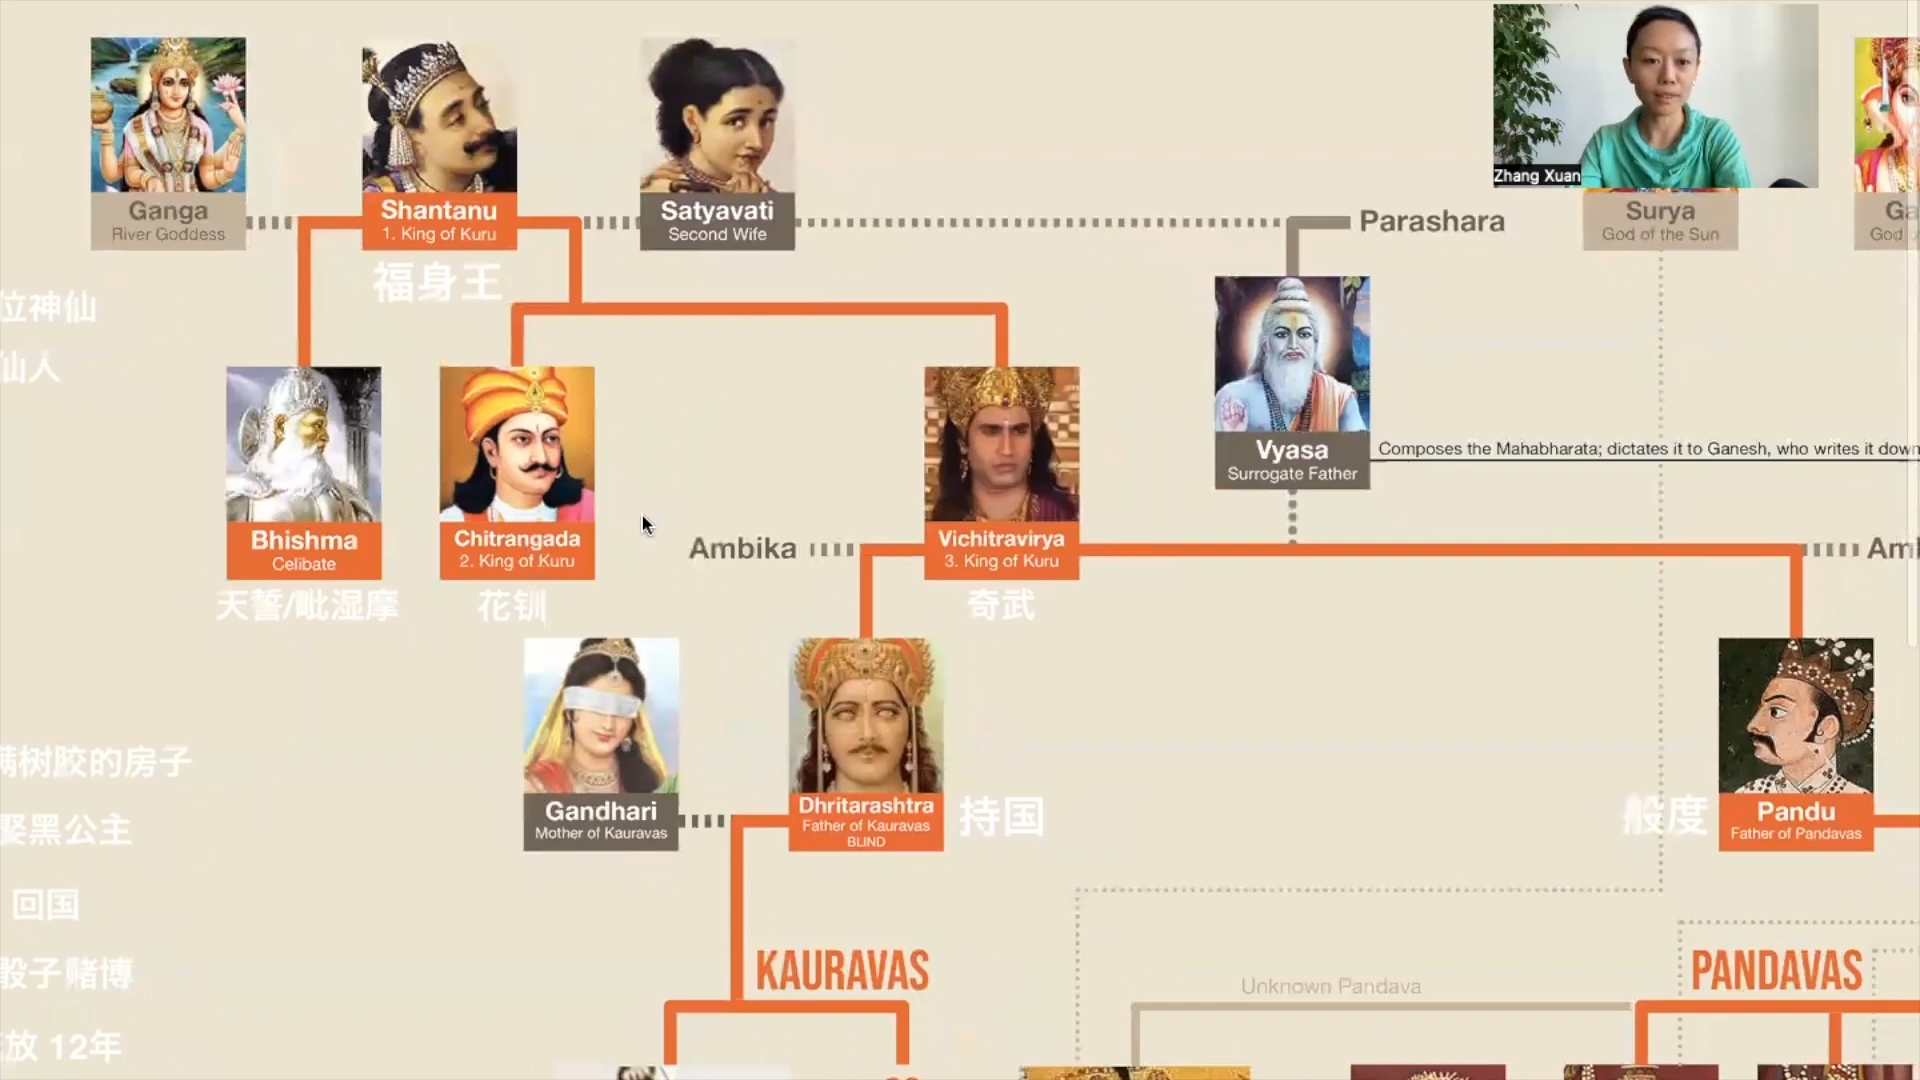 Zhang Xuan
Ganga
River Goddess
Shantanu
1. King of Kuru
Satyavati
Second Wife
Parashara
Surya
God of the Sun
Ga
God
福身王
位神仙
仙人
Vyasa
Surrogate Father
Composes the Mahabharata; dictates it to Ganesh, who writes it down
Bhishma
Celibate
Chitrangada
2. King of Kuru
Ambika
Vichitravirya
3. King of Kuru
Am
天誓/毗湿摩
花钏
奇武
Gandhari
Mother of Kauravas
Dhritarashtra
Father of Kauravas
BLIND
持国
般度
Pandu
Father of Pandavas
树胶的房子
娶黑公主
回国
骰子赌博
放 12年
KAURAVAS
Unknown Pandava
PANDAVAS